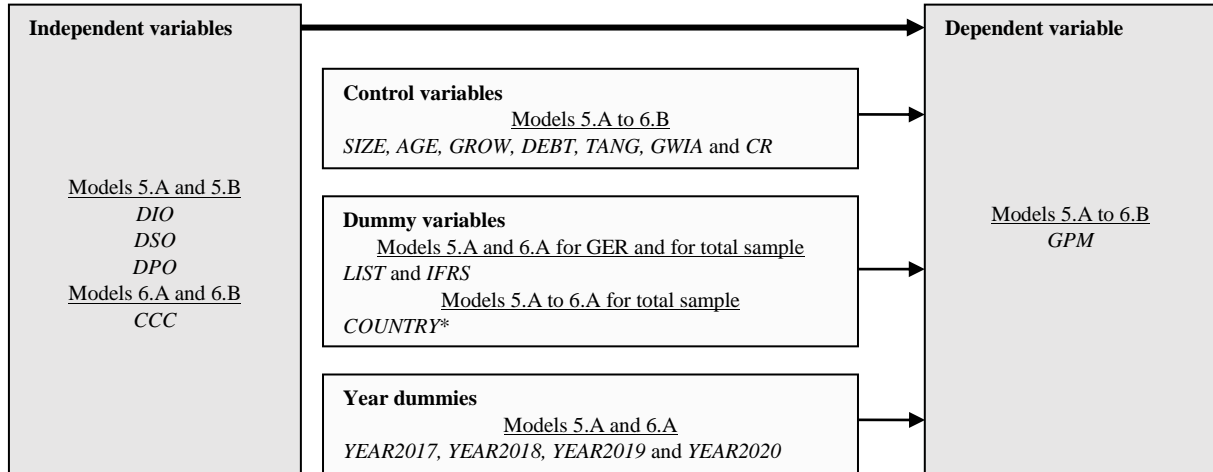 Independent variables
Models 5.A and 5.B
DIO
DSO
DPO
Models 6.A and 6.B
CCC
Control variables
Models 5.A to 6.B
SIZE, AGE, GROW, DEBT, TANG, GWIA and CR
Dummy variables
Models 5.A and 6.A for GER and for total sample
LIST and IFRS
Models 5.A to 6.A for total sample
COUNTRY*
Year dummies
Models 5.A and 6.A
YEAR2017, YEAR2018, YEAR2019 and YEAR2020
Dependent variable
Models 5.A to 6.B
GPM